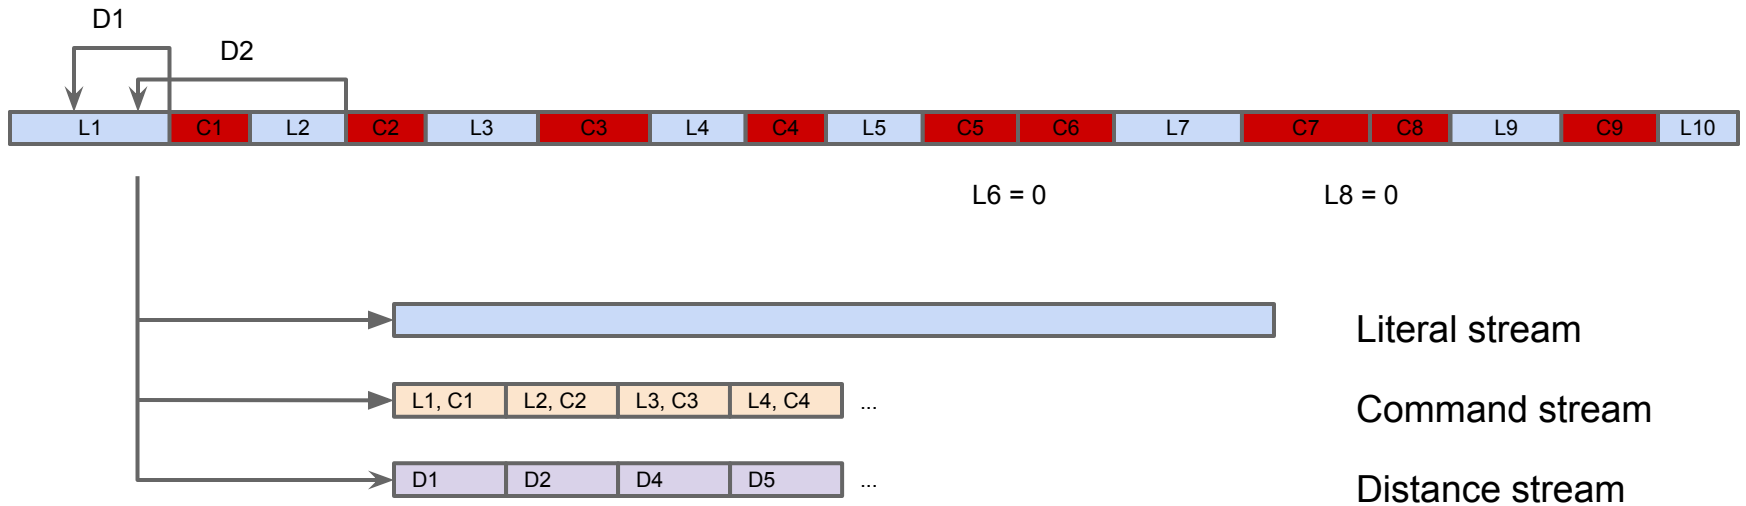 D1
D2
L1 C1 L2 C2 L3 C3 L4 C4 L5 C5 C6 L7 C7 C8 L9 C9 L10
L6 = 0 L8 = 0
Literal stream
L1, C1 L2, C2 L3, C3 L4, C4 ... Command stream
D1 D2 D4 D5 ... Distance stream